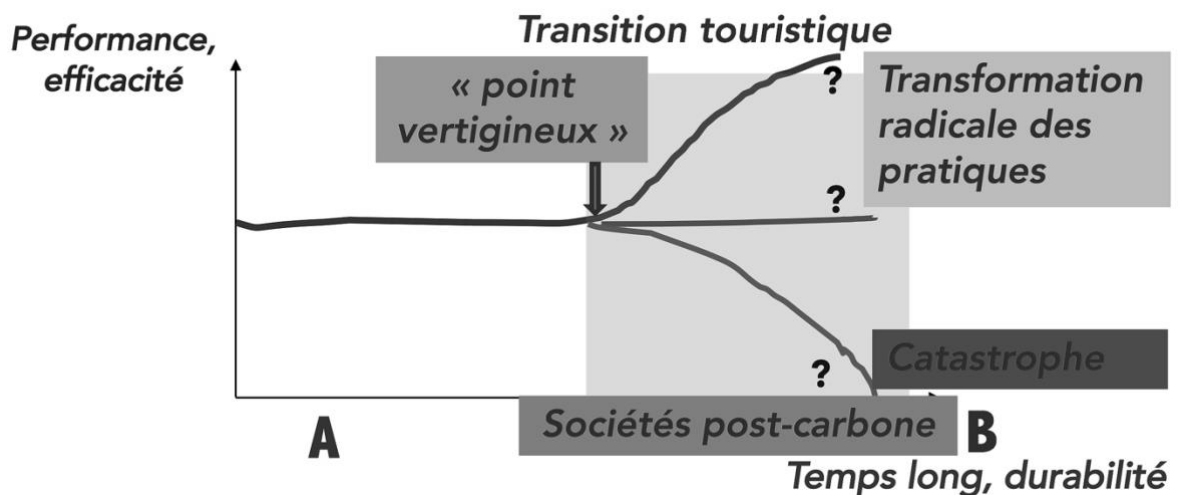 Transition touristique
Performance,
efficacité
« point
vertigineux »
?
Transformation
radicale des
pratiques
?
Catastrophe
?
Sociétés post-carbone
A
B
Temps long, durabilité